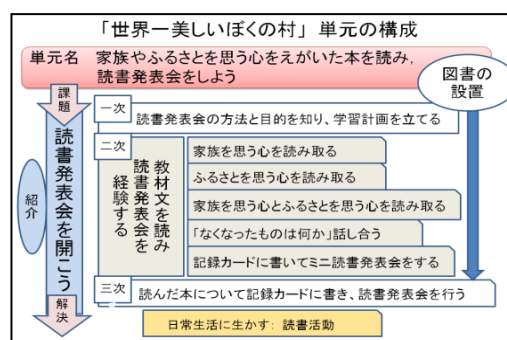 「世界一美しいぼくの村」 単元の構成
単元名 家族やふるさとを思う心をえがいた本を読み,
読書発表会をしよう
図書の
設置
課題
読書発表会を開こう
紹介
解決
一次
読書発表会の方法と目的を知り、学習計画を立てる
二次
教材文を読み
読書発表会を
経験する
家族を思う心を読み取る
ふるさとを思う心を読み取る
家族を思う心とふるさとを思う心を読み取る
「なくなったものは何か」話し合う
記録カードに書いてミニ読書発表会をする
三次
読んだ本について記録カードに書き、読書発表会を行う
日常生活に生かす: 読書活動